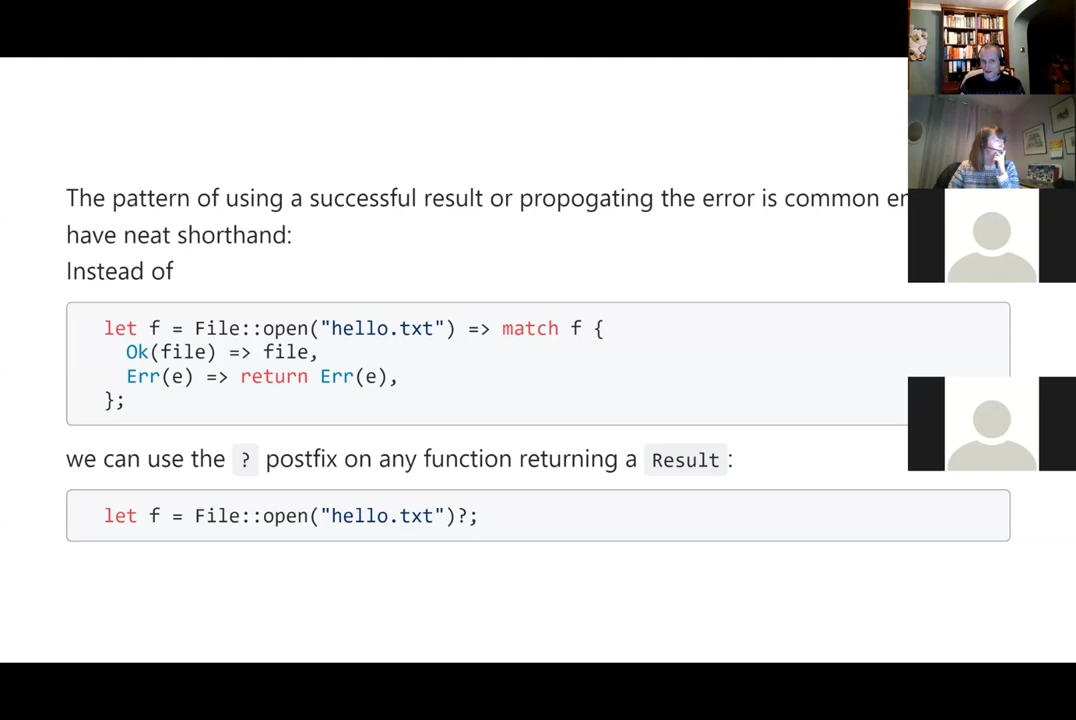 The pattern of using a successful result or propogating the error is common
have neat shorthand:
Instead of
let f = File::open("hello.txt") => match f {
Ok(file) => file,
Err(e) => return Err(e),
};
we can use the ? postfix on any function returning a Result:
let f = File::open("hello.txt")?;